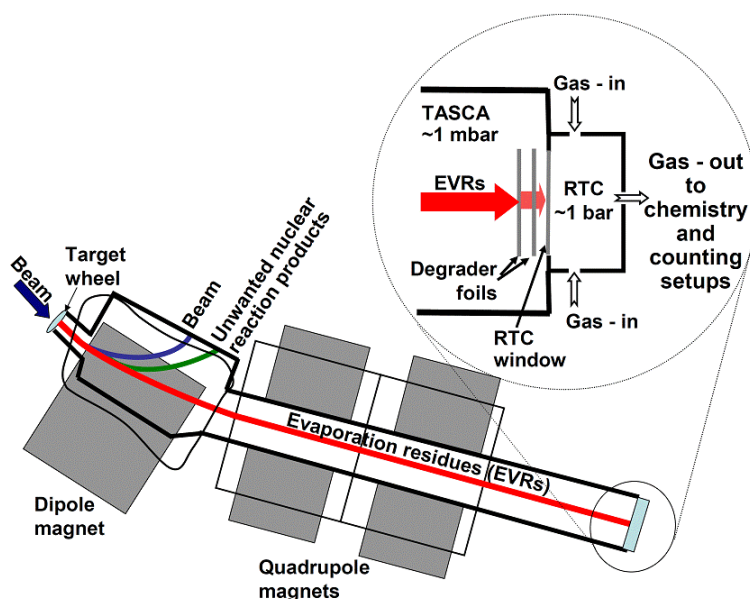 Gas - in
TASCA
~1 mbar
EVRs
RTC
~1 bar
Gas - out
to
chemistry
and
counting
setups
Degrader
foils
Gas - in
RTC
window
Target
wheel
Beam
Beam
Unwanted nuclear
reaction products
Evaporation residues (EVRs)
Dipole
magnet
Quadrupole
magnets